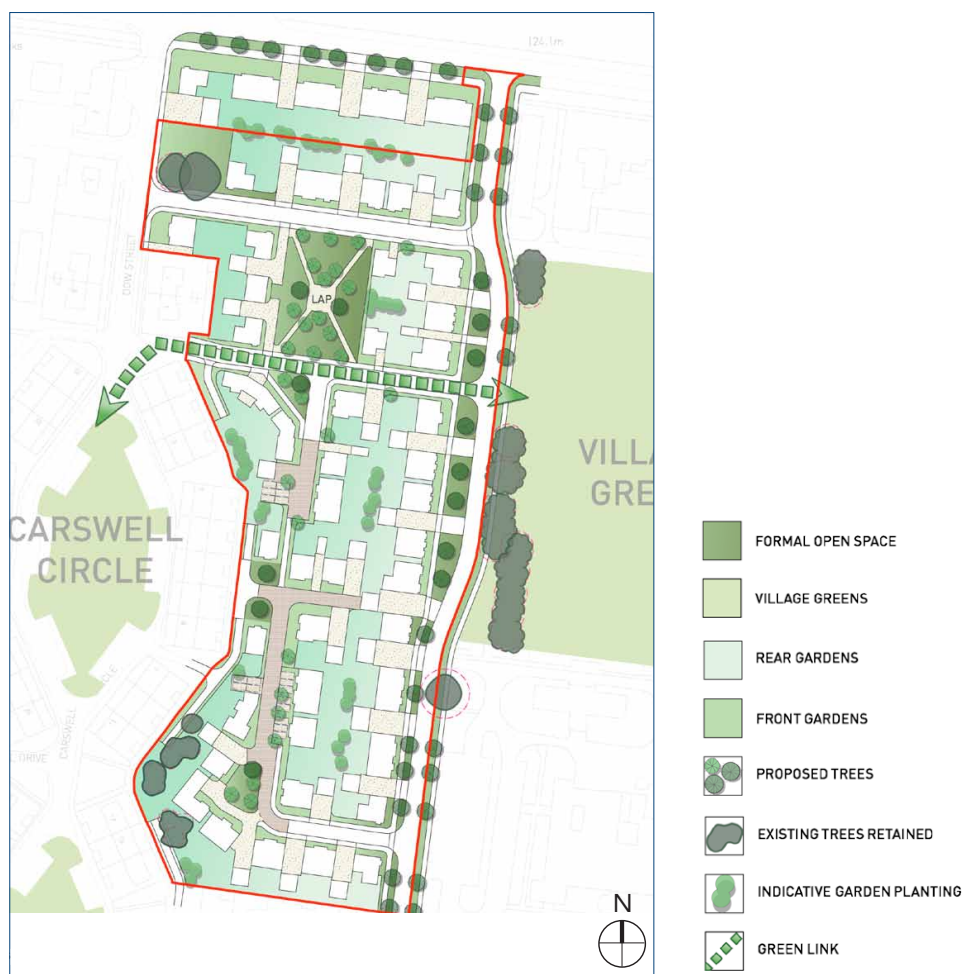 124.1m
DOW STREET
LAP
VILLA
GRE
CARSWELL
CIRCLE
CARSWELL
CLE
L DRIVE
N
FORMAL OPEN SPACE
VILLAGE GREENS
REAR GARDENS
FRONT GARDENS
PROPOSED TREES
EXISTING TREES RETAINED
INDICATIVE GARDEN PLANTING
GREEN LINK